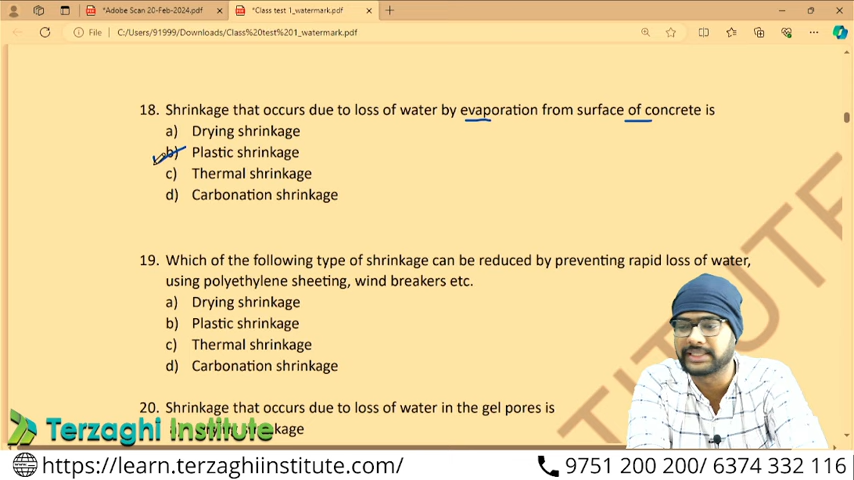 *Adobe Scan 20-Feb-2024.pdf
*Class test 1_watermark.pdf
File
C:/Users/91999/Downloads/Class%20test%201_watermark.pdf
18. Shrinkage that occurs due to loss of water by evaporation from surface of concrete is
a) Drying shrinkage
b) Plastic shrinkage
c) Thermal shrinkage
d) Carbonation shrinkage
19. Which of the following type of shrinkage can be reduced by preventing rapid loss of water,
using polyethylene sheeting, wind breakers etc.
a) Drying shrinkage
b) Plastic shrinkage
c) Thermal shrinkage
d) Carbonation shrinkage
20. Shrinkage that occurs due to loss of water in the gel pores is
Terzaghi Institute
https://learn.terzaghiinstitute.com/
9751 200 200/ 6374 332 116